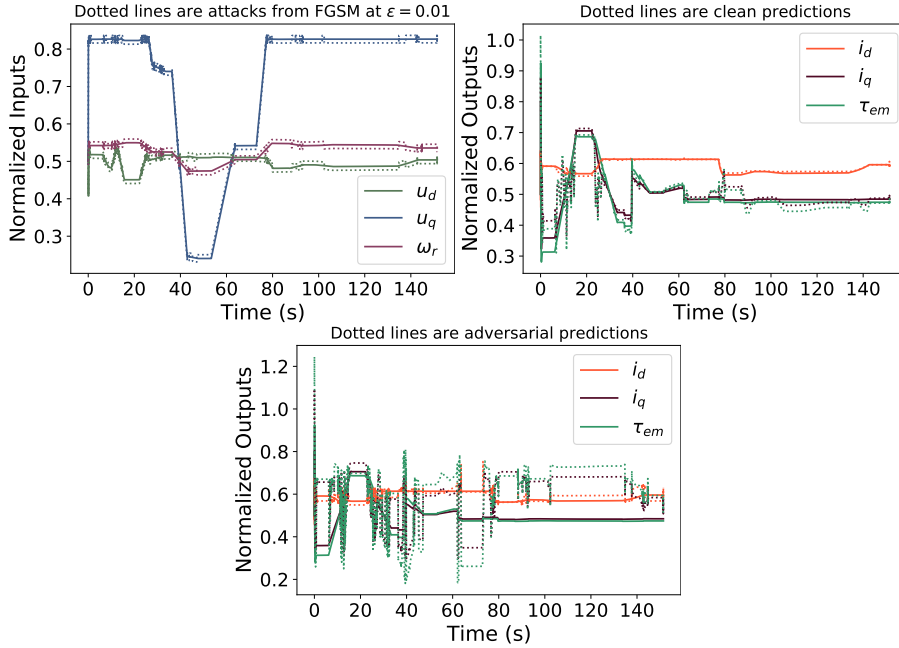 Dotted lines are attacks from FGSM at ε = 0.01
Normalized Inputs
0.8
0.7
0.6
0.5
0.4
0.3
u_d
u_q
ω_r
0 20 40 60 80 100 120 140
Time (s)
Dotted lines are clean predictions
Normalized Outputs
1.0
0.9
0.8
0.7
0.6
0.5
0.4
0.3
i_d
i_q
τ_em
0 20 40 60 80 100 120 140
Time (s)
Dotted lines are adversarial predictions
Normalized Outputs
1.2
1.0
0.8
0.6
0.4
0.2
i_d
i_q
τ_em
0 20 40 60 80 100 120 140
Time (s)